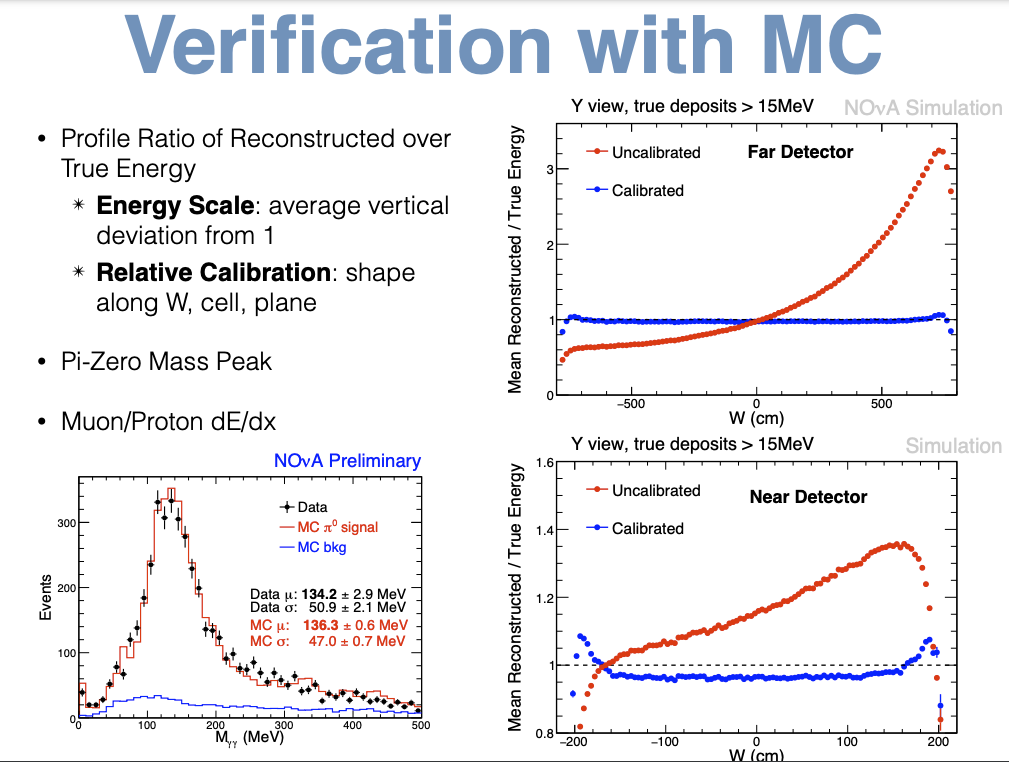 Verification with MC
• Profile Ratio of Reconstructed over
True Energy
✴ Energy Scale: average vertical
deviation from 1
✴ Relative Calibration: shape
along W, cell, plane
• Pi-Zero Mass Peak
• Muon/Proton dE/dx
NOνA Preliminary
Data
MC π⁰ signal
MC bkg
Data μ: 134.2 ± 2.9 MeV
Data σ: 50.9 ± 2.1 MeV
MC μ: 136.3 ± 0.6 MeV
MC σ: 47.0 ± 0.7 MeV
Events
300
200
100
0
0 100 200 300 400 500
Mγγ (MeV)
Y view, true deposits > 15MeV
NOνA Simulation
Uncalibrated
Calibrated
Far Detector
Mean Reconstructed / True Energy
3
2
1
0
−500 0 500
W (cm)
Y view, true deposits > 15MeV
Simulation
Uncalibrated
Calibrated
Near Detector
Mean Reconstructed / True Energy
1.6
1.4
1.2
1
0.8
−200 −100 0 100 200
W (cm)